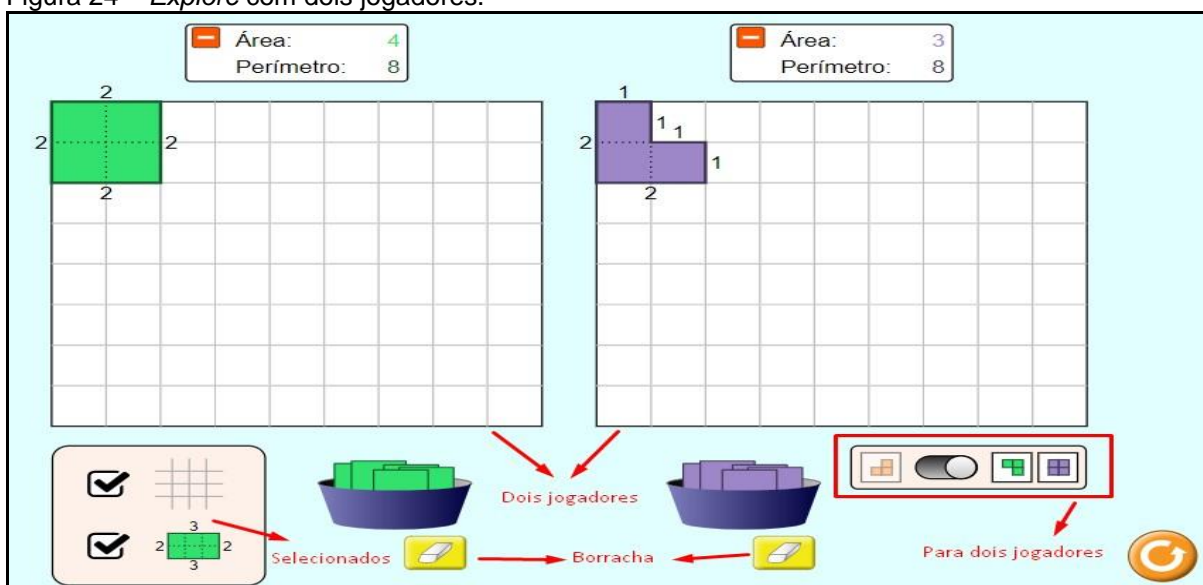 Figura 24 – Explore com dois jogadores.
Área: 4
Perímetro: 8
Área: 3
Perímetro: 8
2
2
2
2
1
1
1
2
1
2
Dois jogadores
3
2
2
3
Selecionados
Borracha
Para dois jogadores